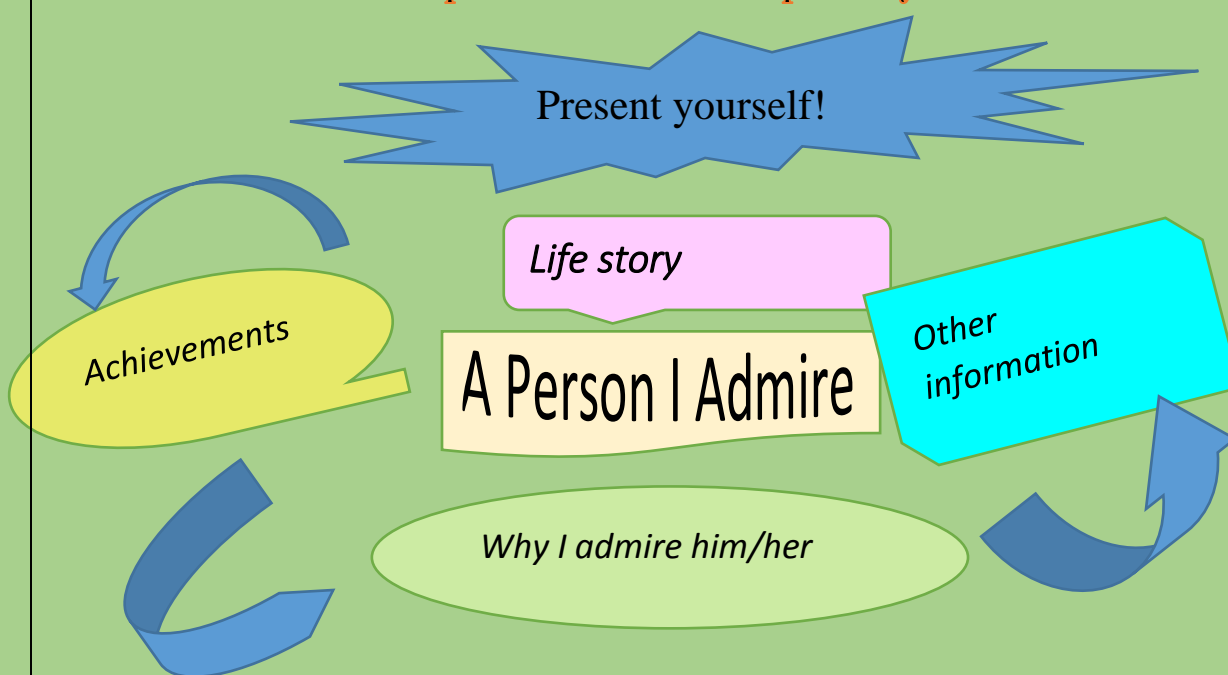 Present yourself!
Life story
Achievements
Other
information
A Person I Admire
Why I admire him/her